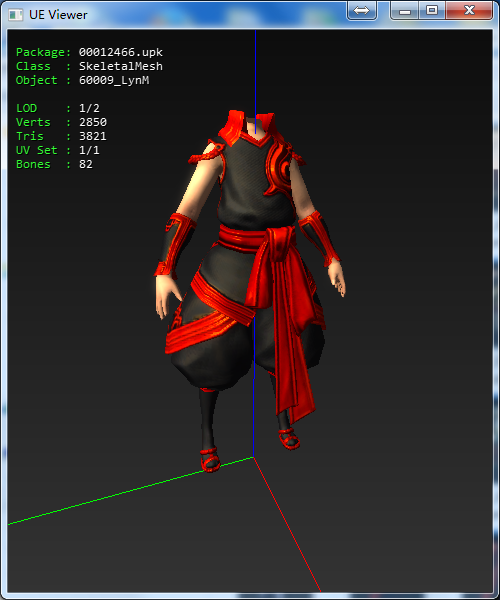 UE Viewer
Package: 00012466.upk
Class : SkeletalMesh
Object : 60009_LynM
LOD : 1/2
Verts : 2850
Tris : 3821
UV Set : 1/1
Bones : 82